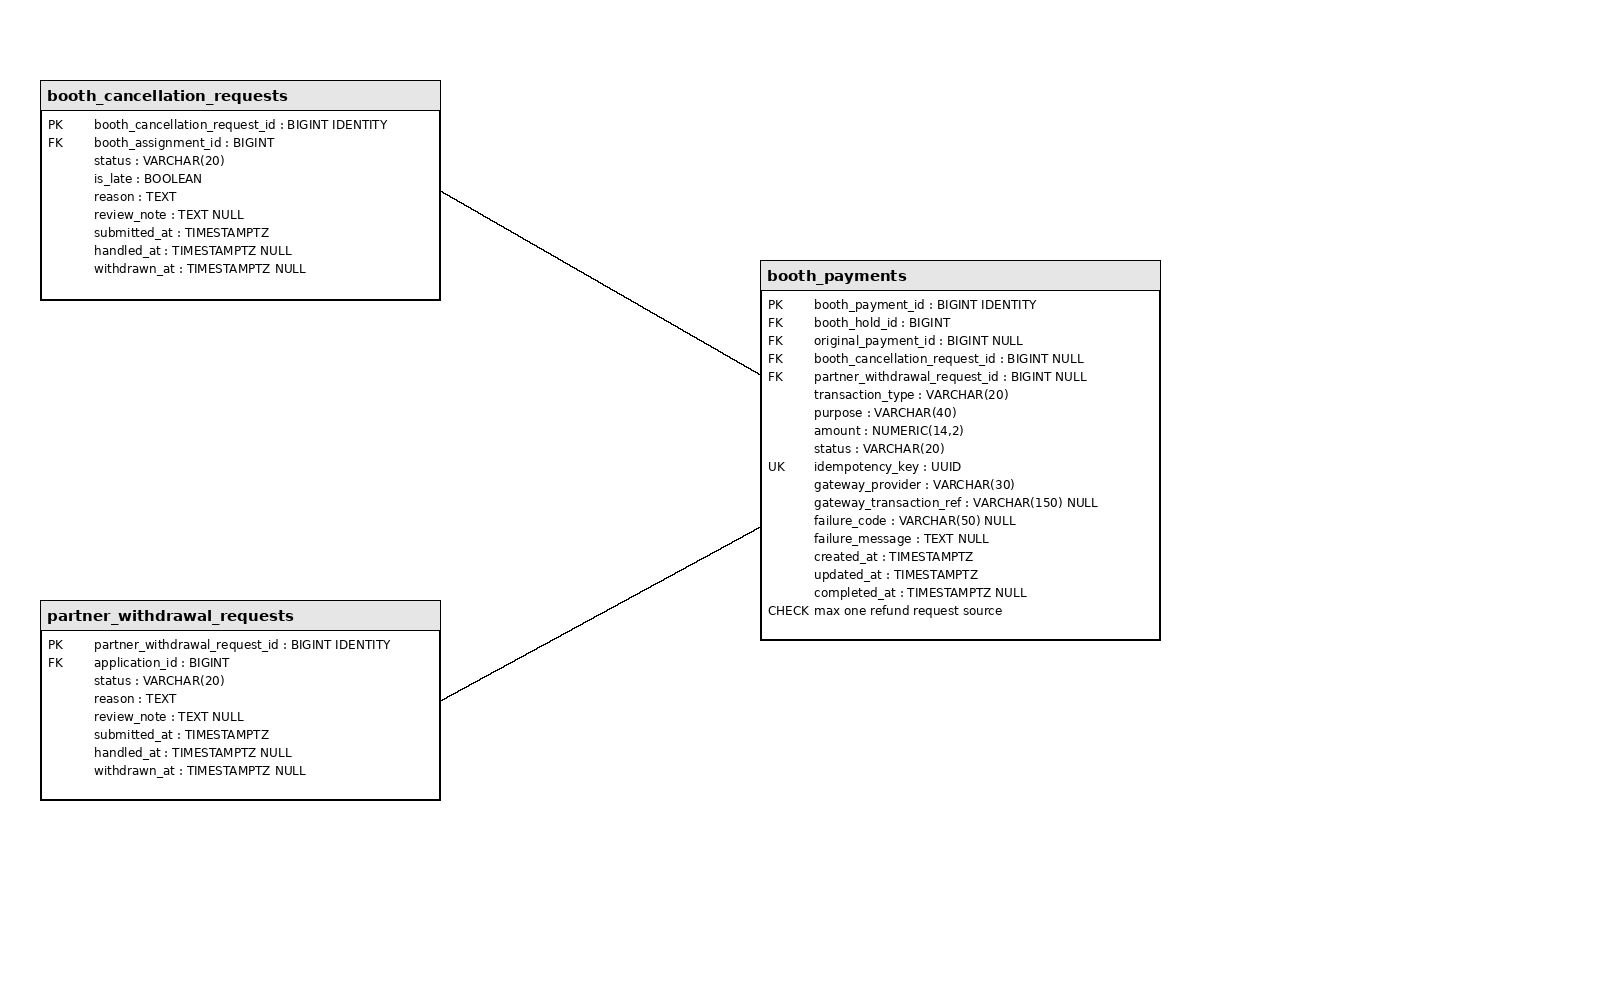 booth_cancellation_requests
PK booth_cancellation_request_id : BIGINT IDENTITY
FK booth_assignment_id : BIGINT
status : VARCHAR(20)
is_late : BOOLEAN
reason : TEXT
review_note : TEXT NULL
submitted_at : TIMESTAMPTZ
handled_at : TIMESTAMPTZ NULL
withdrawn_at : TIMESTAMPTZ NULL
booth_payments
PK booth_payment_id : BIGINT IDENTITY
FK booth_hold_id : BIGINT
FK original_payment_id : BIGINT NULL
FK booth_cancellation_request_id : BIGINT NULL
FK partner_withdrawal_request_id : BIGINT NULL
transaction_type : VARCHAR(20)
purpose : VARCHAR(40)
amount : NUMERIC(14,2)
status : VARCHAR(20)
UK idempotency_key : UUID
gateway_provider : VARCHAR(30)
gateway_transaction_ref : VARCHAR(150) NULL
failure_code : VARCHAR(50) NULL
failure_message : TEXT NULL
created_at : TIMESTAMPTZ
updated_at : TIMESTAMPTZ
completed_at : TIMESTAMPTZ NULL
CHECK max one refund request source
partner_withdrawal_requests
PK partner_withdrawal_request_id : BIGINT IDENTITY
FK application_id : BIGINT
status : VARCHAR(20)
reason : TEXT
review_note : TEXT NULL
submitted_at : TIMESTAMPTZ
handled_at : TIMESTAMPTZ NULL
withdrawn_at : TIMESTAMPTZ NULL